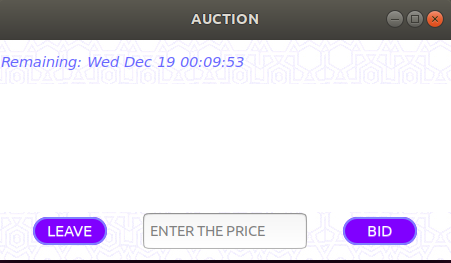 AUCTION
Remaining: Wed Dec 19 00:09:53
LEAVE
ENTER THE PRICE
BID